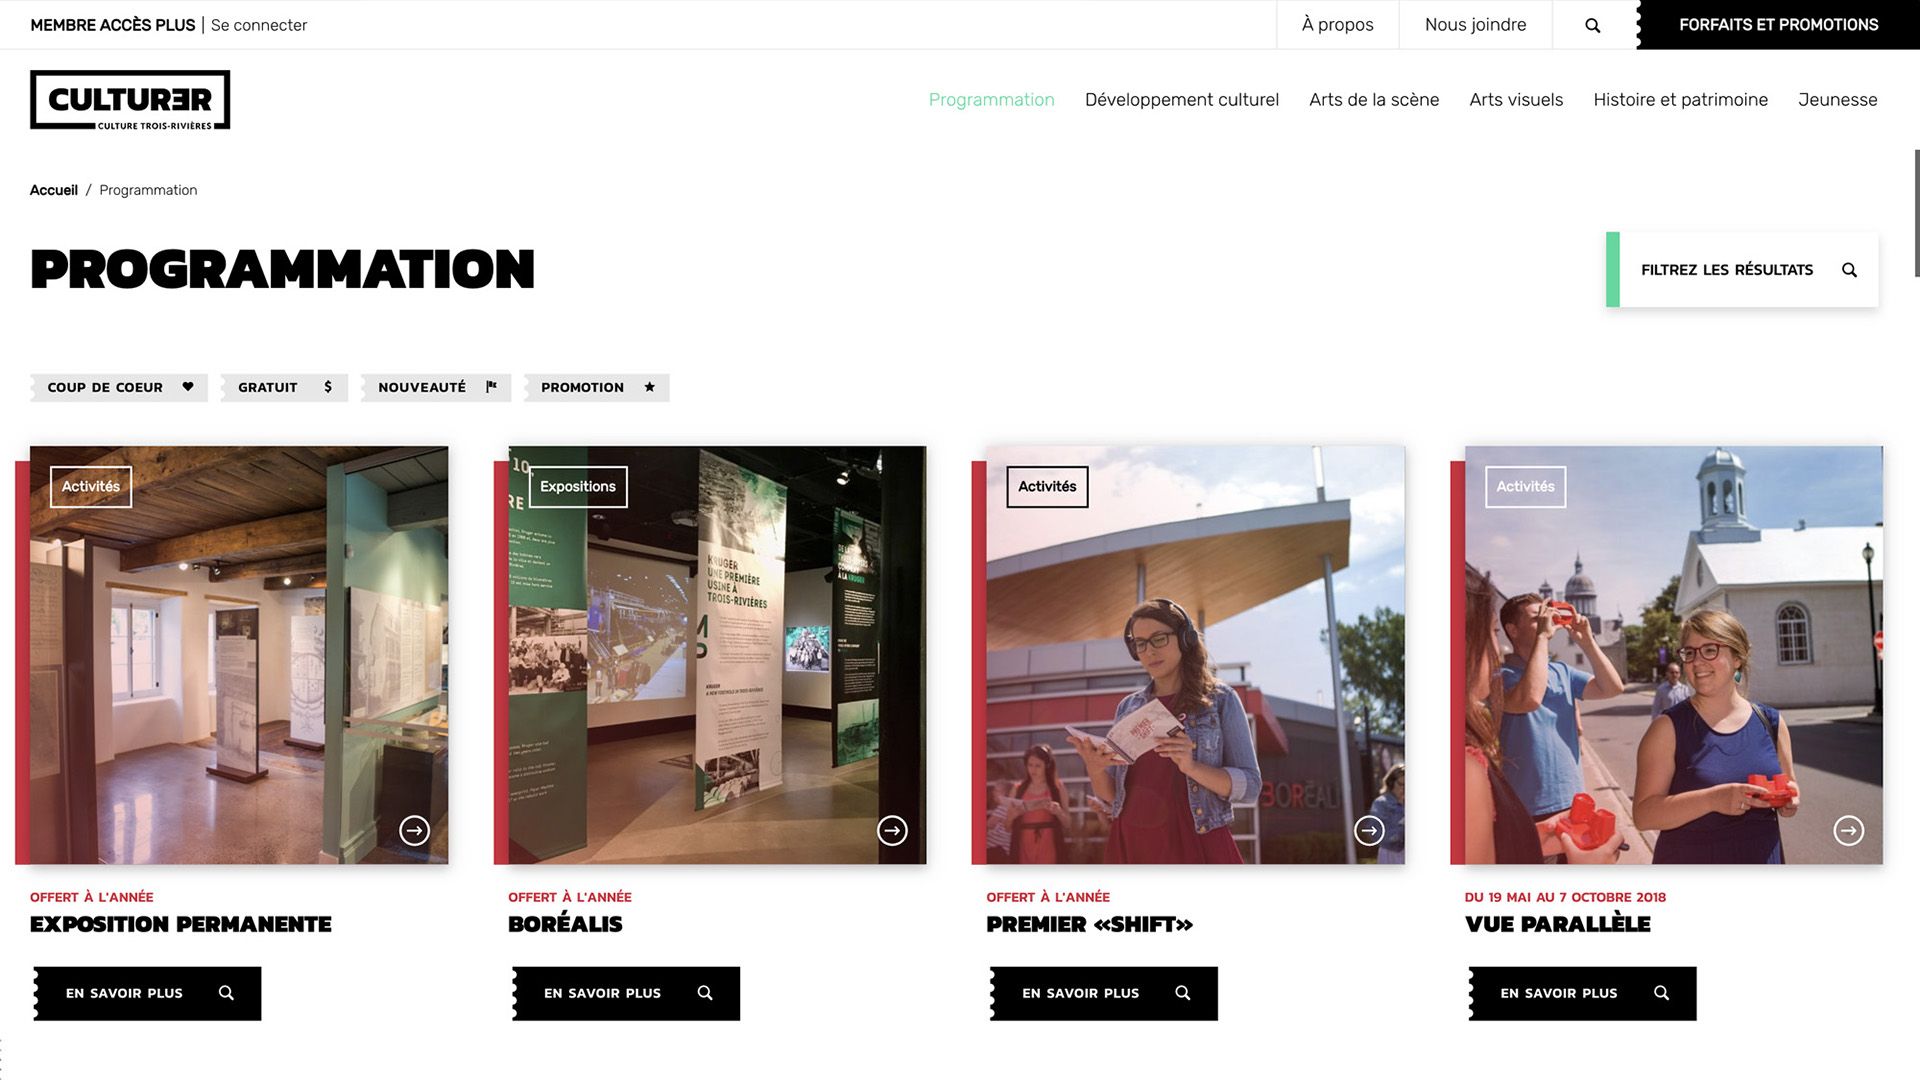 MEMBRE ACCÈS PLUS | Se connecter
À propos
Nous joindre
FORFAITS ET PROMOTIONS
CULTURER
CULTURE TROIS-RIVIÈRES
Programmation
Développement culturel
Arts de la scène
Arts visuels
Histoire et patrimoine
Jeunesse
Accueil / Programmation
PROGRAMMATION
FILTREZ LES RÉSULTATS
COUP DE COEUR
GRATUIT
NOUVEAUTÉ
PROMOTION
Activités
Expositions
KRUGER
UNE PREMIÈRE
USINE À
TROIS-RIVIÈRES
KRUGER
Activités
PREMIER
SHIFT
BOREAL
Activités
OFFERT À L'ANNÉE
EXPOSITION PERMANENTE
EN SAVOIR PLUS
OFFERT À L'ANNÉE
BORÉALIS
EN SAVOIR PLUS
OFFERT À L'ANNÉE
PREMIER «SHIFT»
EN SAVOIR PLUS
DU 19 MAI AU 7 OCTOBRE 2018
VUE PARALLÈLE
EN SAVOIR PLUS